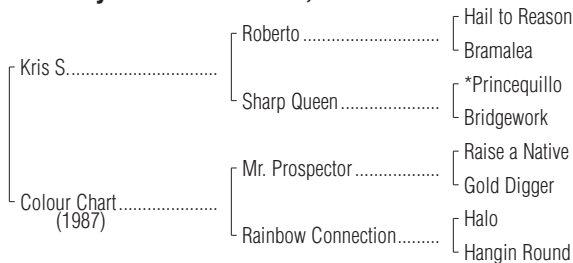 Hail to Reason
Roberto
Bramalea
Kris S.
*Princequillo
Sharp Queen
Bridgework
Raise a Native
Mr. Prospector
Gold Digger
Colour Chart
(1987)
Halo
Rainbow Connection
Hangin Round